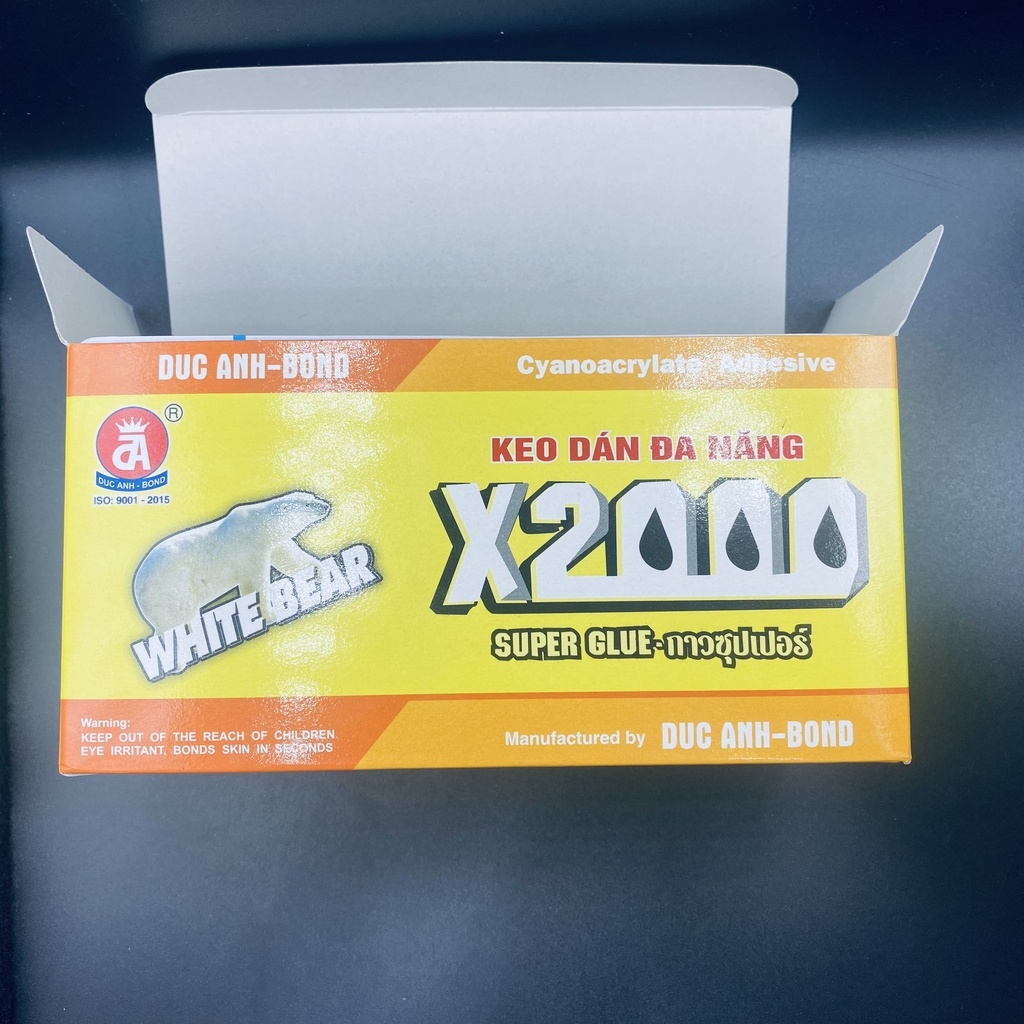 DUC ANH-BOND
Cyanoacrylate Adhesive
®
ĐA
DUC ANH - BOND
ISO: 9001 - 2015
KEO DÁN ĐA NĂNG
X2000
WHITE BEAR
SUPER GLUE·กาวซุปเปอร์
Warning:
KEEP OUT OF THE REACH OF CHILDREN
EYE IRRITANT. BONDS SKIN IN SECONDS
Manufactured by DUC ANH-BOND